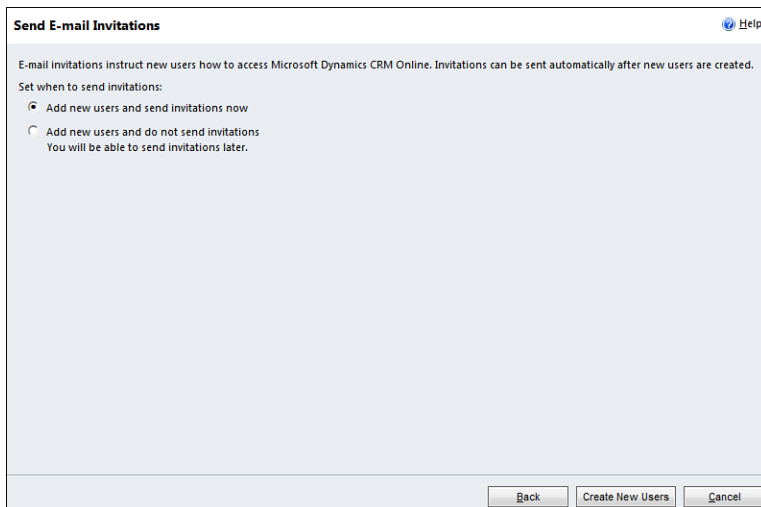 Send E-mail Invitations
Help
E-mail invitations instruct new users how to access Microsoft Dynamics CRM Online. Invitations can be sent automatically after new users are created.
Set when to send invitations:
Add new users and send invitations now
Add new users and do not send invitations
You will be able to send invitations later.
Back
Create New Users
Cancel